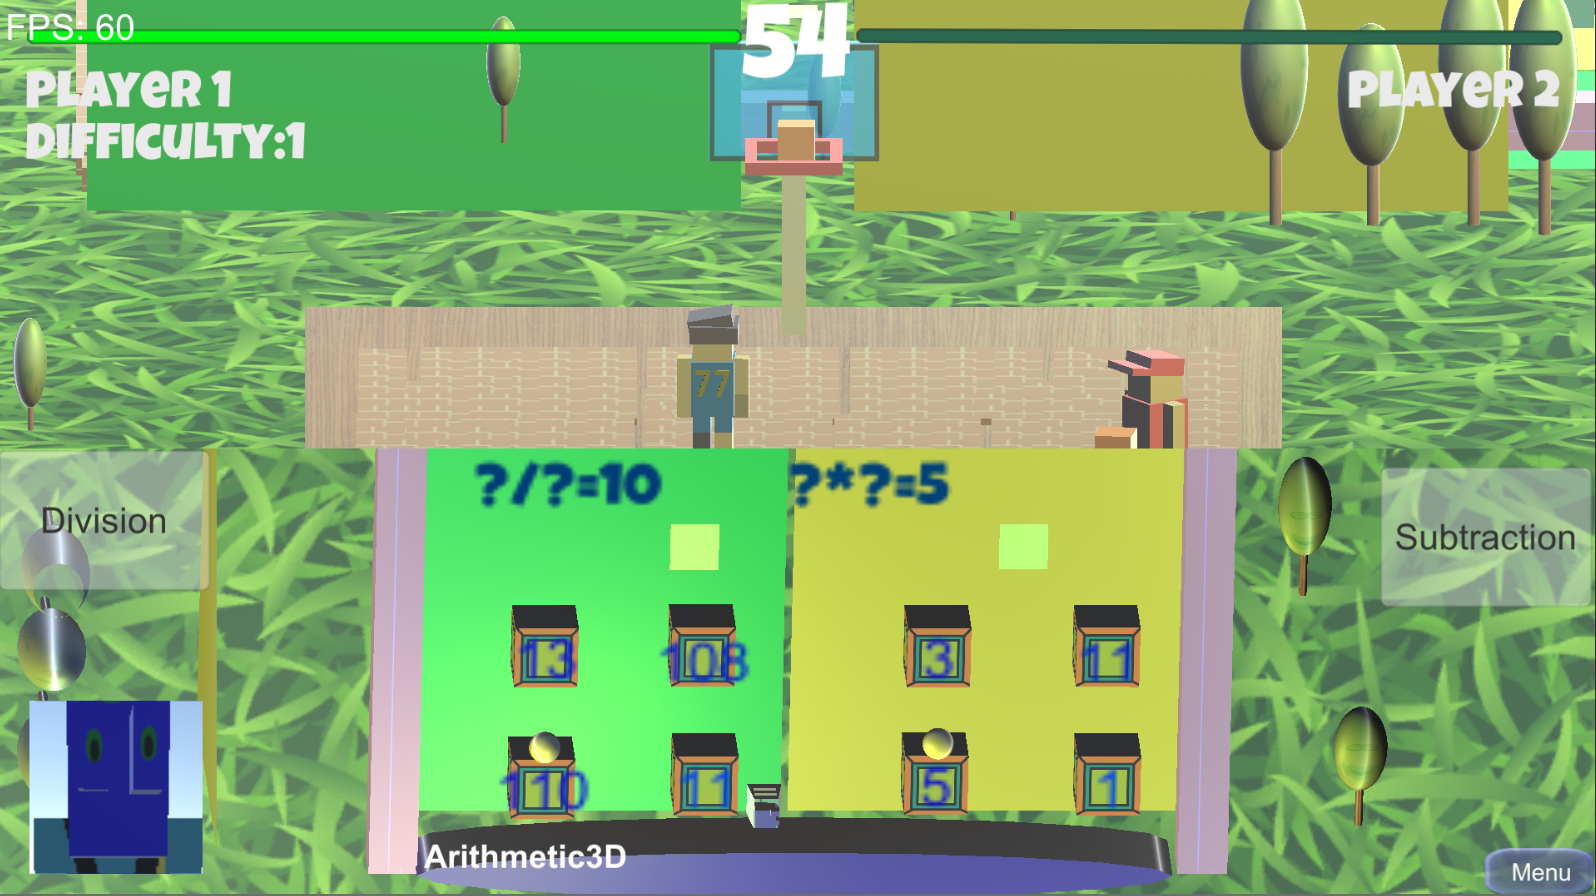 FPS: 60
54
PLAYER 1
DIFFICULTY:1
PLAYER 2
77
Division
?/?=10
?*?=5
Subtraction
13
108
3
11
110
11
5
1
Arithmetic3D
Menu